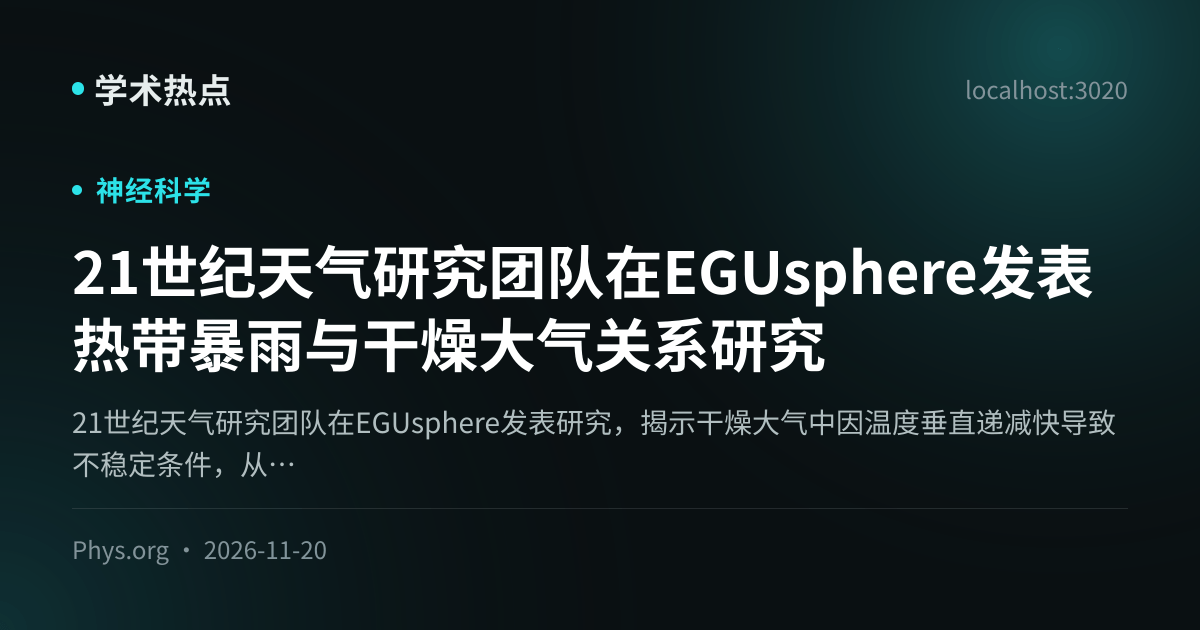 学术热点
localhost:3020
神经科学
21世纪天气研究团队在EGUsphere发表
热带暴雨与干燥大气关系研究
21世纪天气研究团队在EGUsphere发表研究，揭示干燥大气中因温度垂直递减快导致
不稳定条件，从…
Phys.org · 2026-11-20